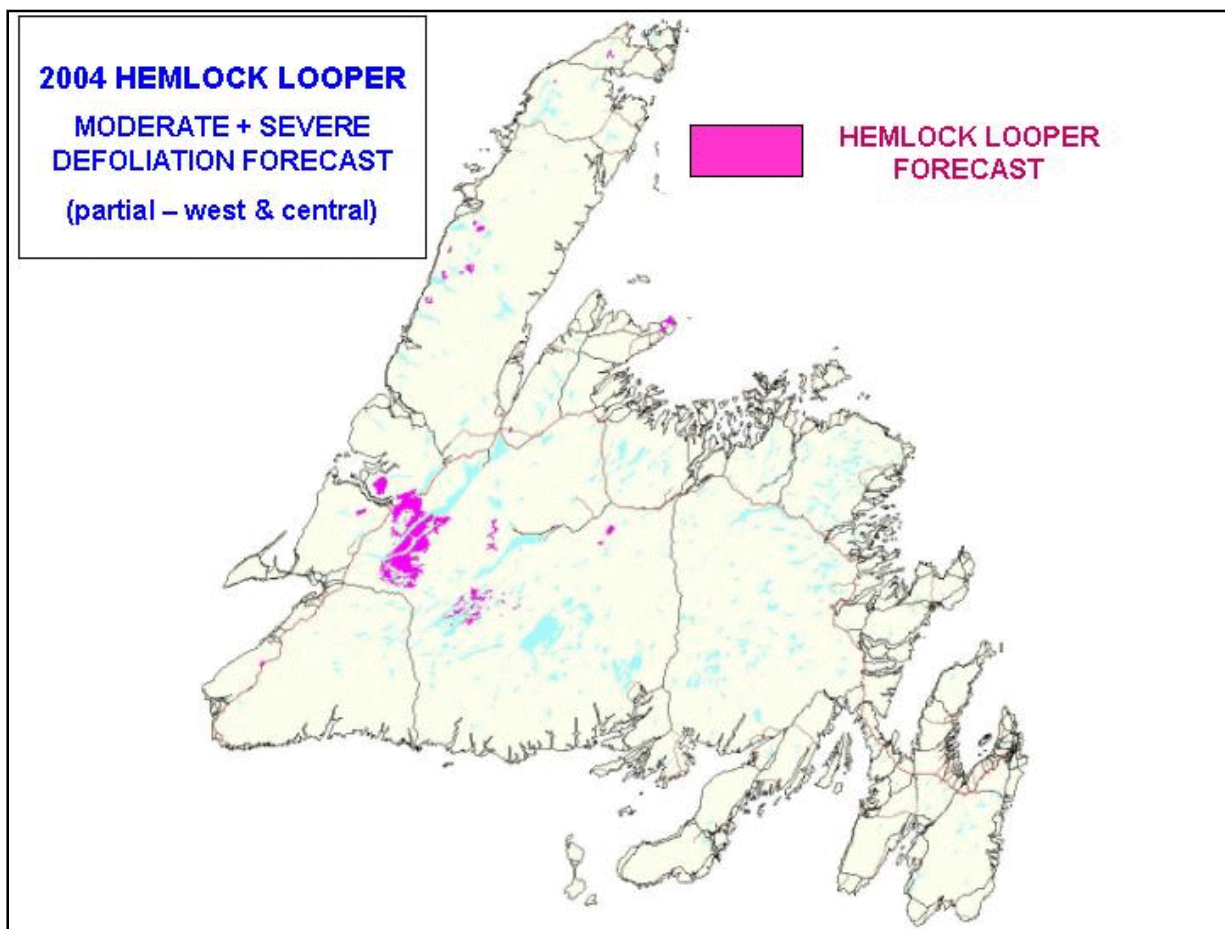 2004 HEMLOCK LOOPER
MODERATE + SEVERE
DEFOLIATION FORECAST
(partial – west & central)
HEMLOCK LOOPER
FORECAST